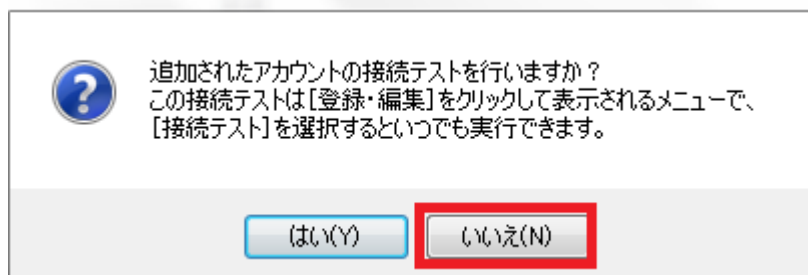 ?
追加されたアカウントの接続テストを行いますか？
この接続テストは[登録・編集]をクリックして表示されるメニューで、
[接続テスト]を選択するといつでも実行できます。
はい(Y)
いいえ(N)